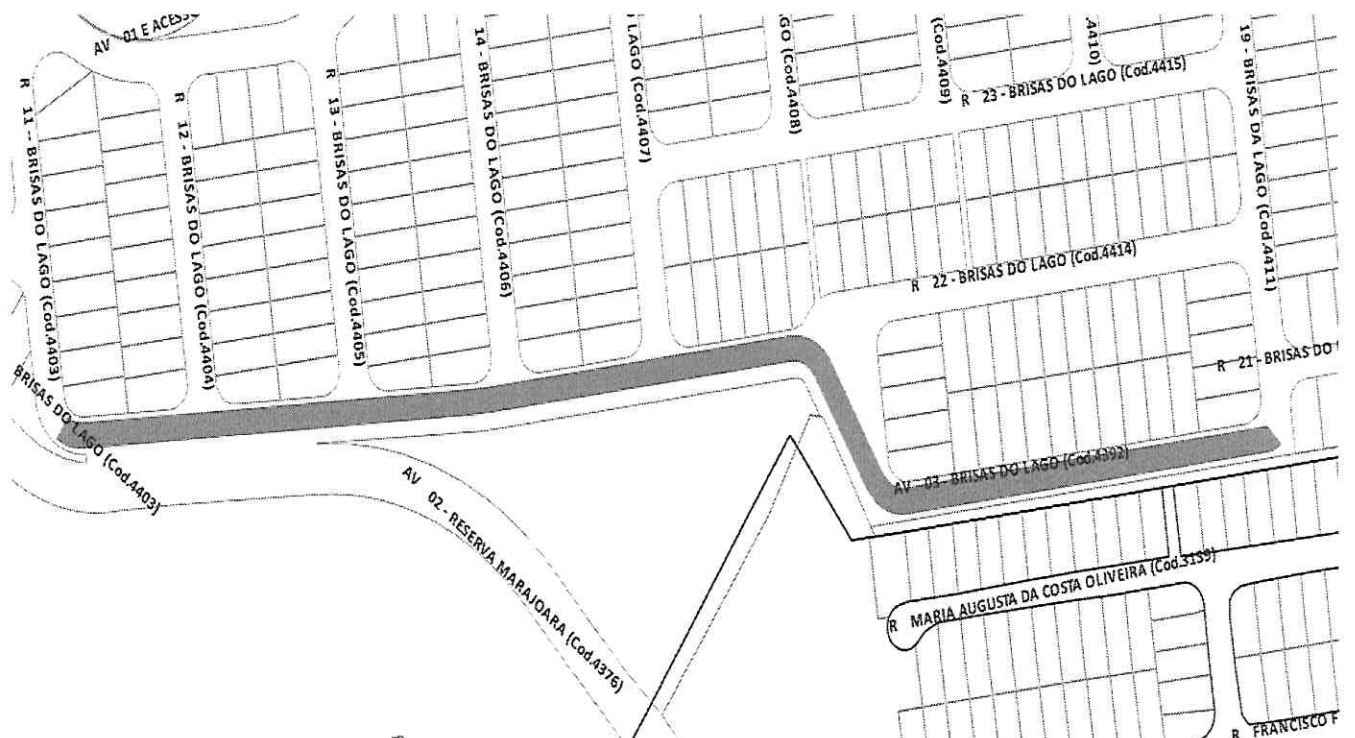 AV 01 E ACESS
R 11 - BRISAS DO LAGO (Cod.4403)
R 12 - BRISAS DO LAGO (Cod.4404)
R 13 - BRISAS DO LAGO (Cod.4405)
14 - BRISAS DO LAGO (Cod.4406)
LAGO (Cod.4407)
GO (Cod.4408)
(Cod.4409)
.4410)
19 - BRISAS DA LAGO (Cod.4411)
R 23 - BRISAS DO LAGO (Cod.4415)
R 22 - BRISAS DO LAGO (Cod.4414)
R 21 - BRISAS DO
BRISAS DO LAGO (Cod.4403)
AV 03 - BRISAS DO LAGO (Cod.4392)
AV 02 - RESERVA MARAJOARA (Cod.4376)
R MARIA AUGUSTA DA COSTA OLIVEIRA (Cod.3159)
R FRANCISCO F